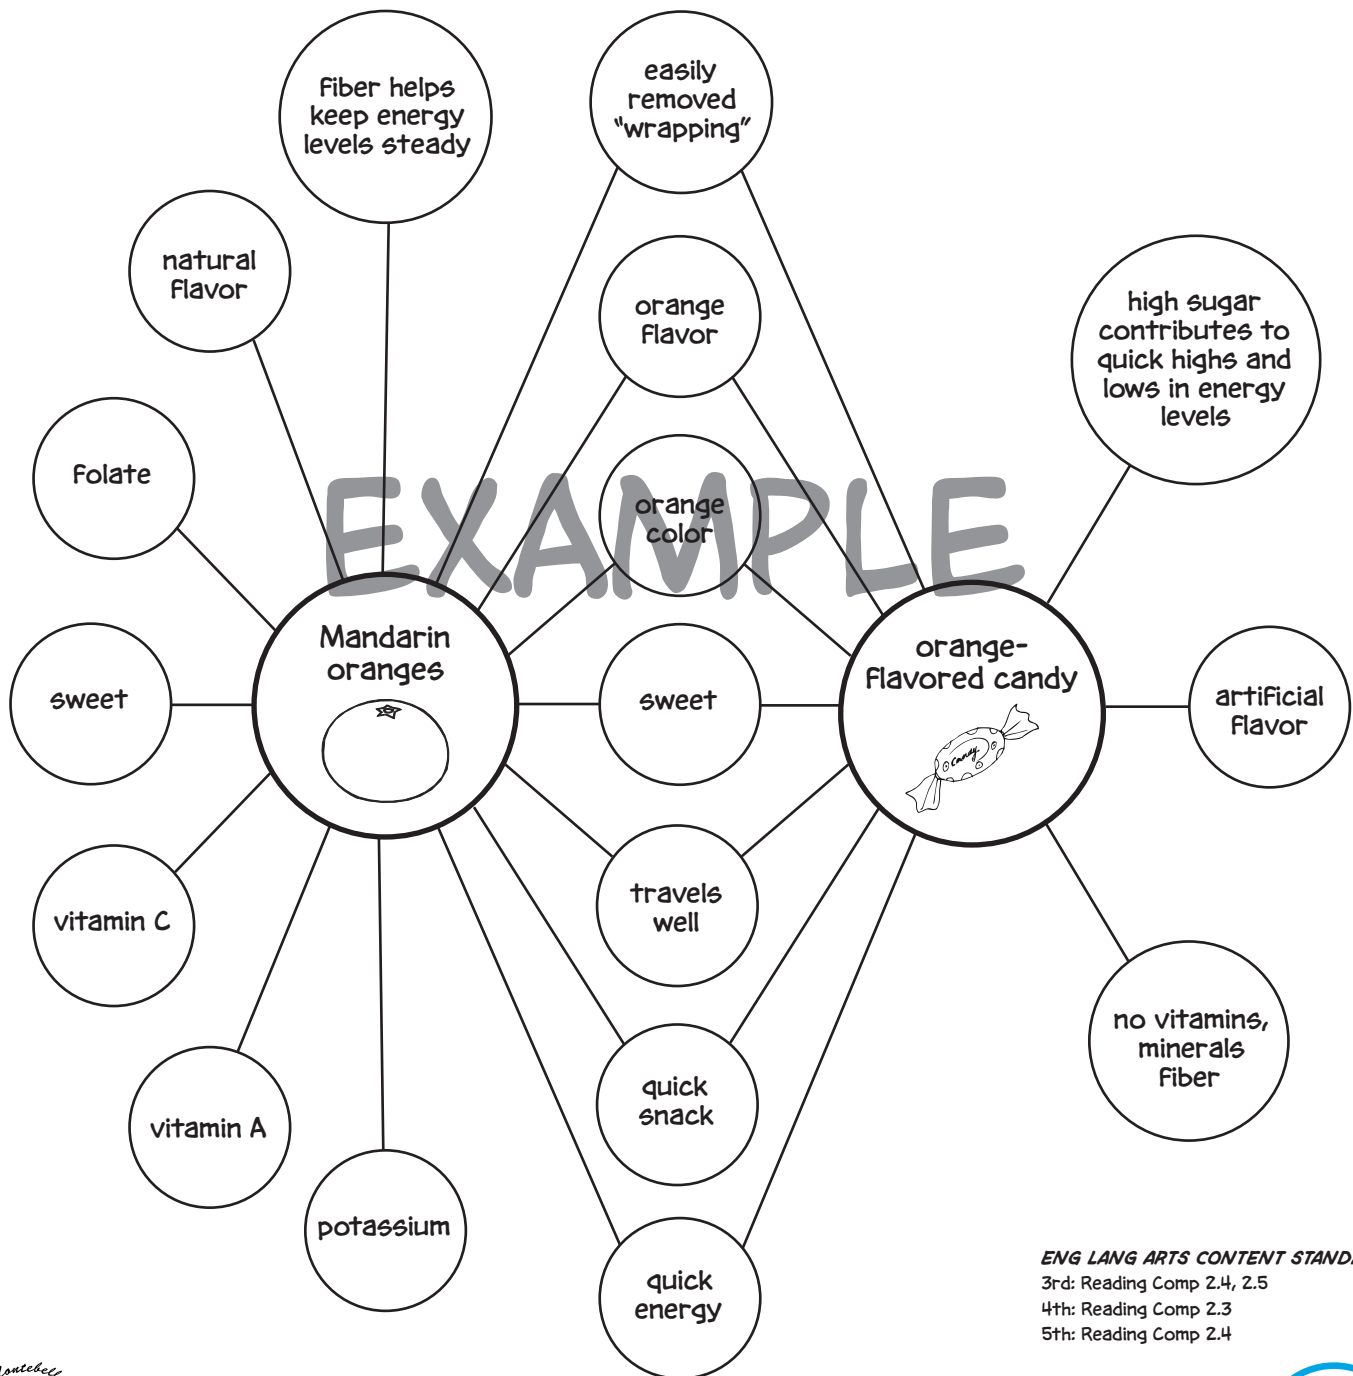 fiber helps
keep energy
levels steady
easily
removed
"wrapping"
natural
flavor
orange
flavor
high sugar
contributes to
quick highs and
lows in energy
levels
folate
EXAMPLE
orange
color
Mandarin
oranges
orange-
flavored candy
candy
sweet
sweet
artificial
flavor
vitamin C
travels
well
vitamin A
quick
snack
no vitamins,
minerals
fiber
potassium
quick
energy
ENG LANG ARTS CONTENT
3rd: Reading Comp 2.4, 2.5
4th: Reading Comp 2.3
5th: Reading Comp 2.4